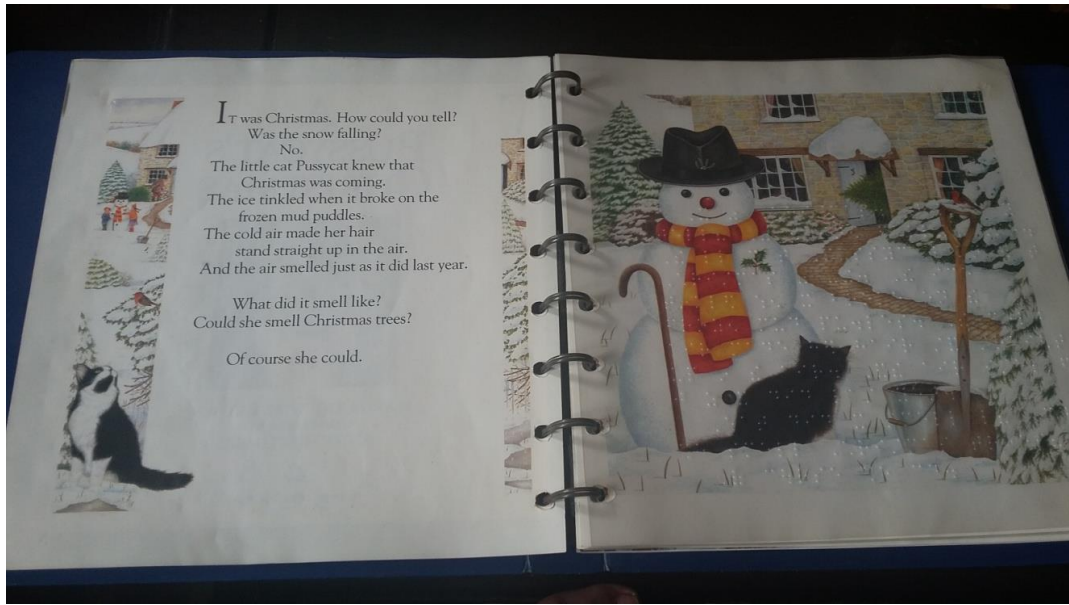 IT was Christmas. How could you tell?
Was the snow falling?
No.
The little cat Pussycat knew that
Christmas was coming.
The ice tinkled when it broke on the
frozen mud puddles.
The cold air made her hair
stand straight up in the air.
And the air smelled just as it did last year.
What did it smell like?
Could she smell Christmas trees?
Of course she could.